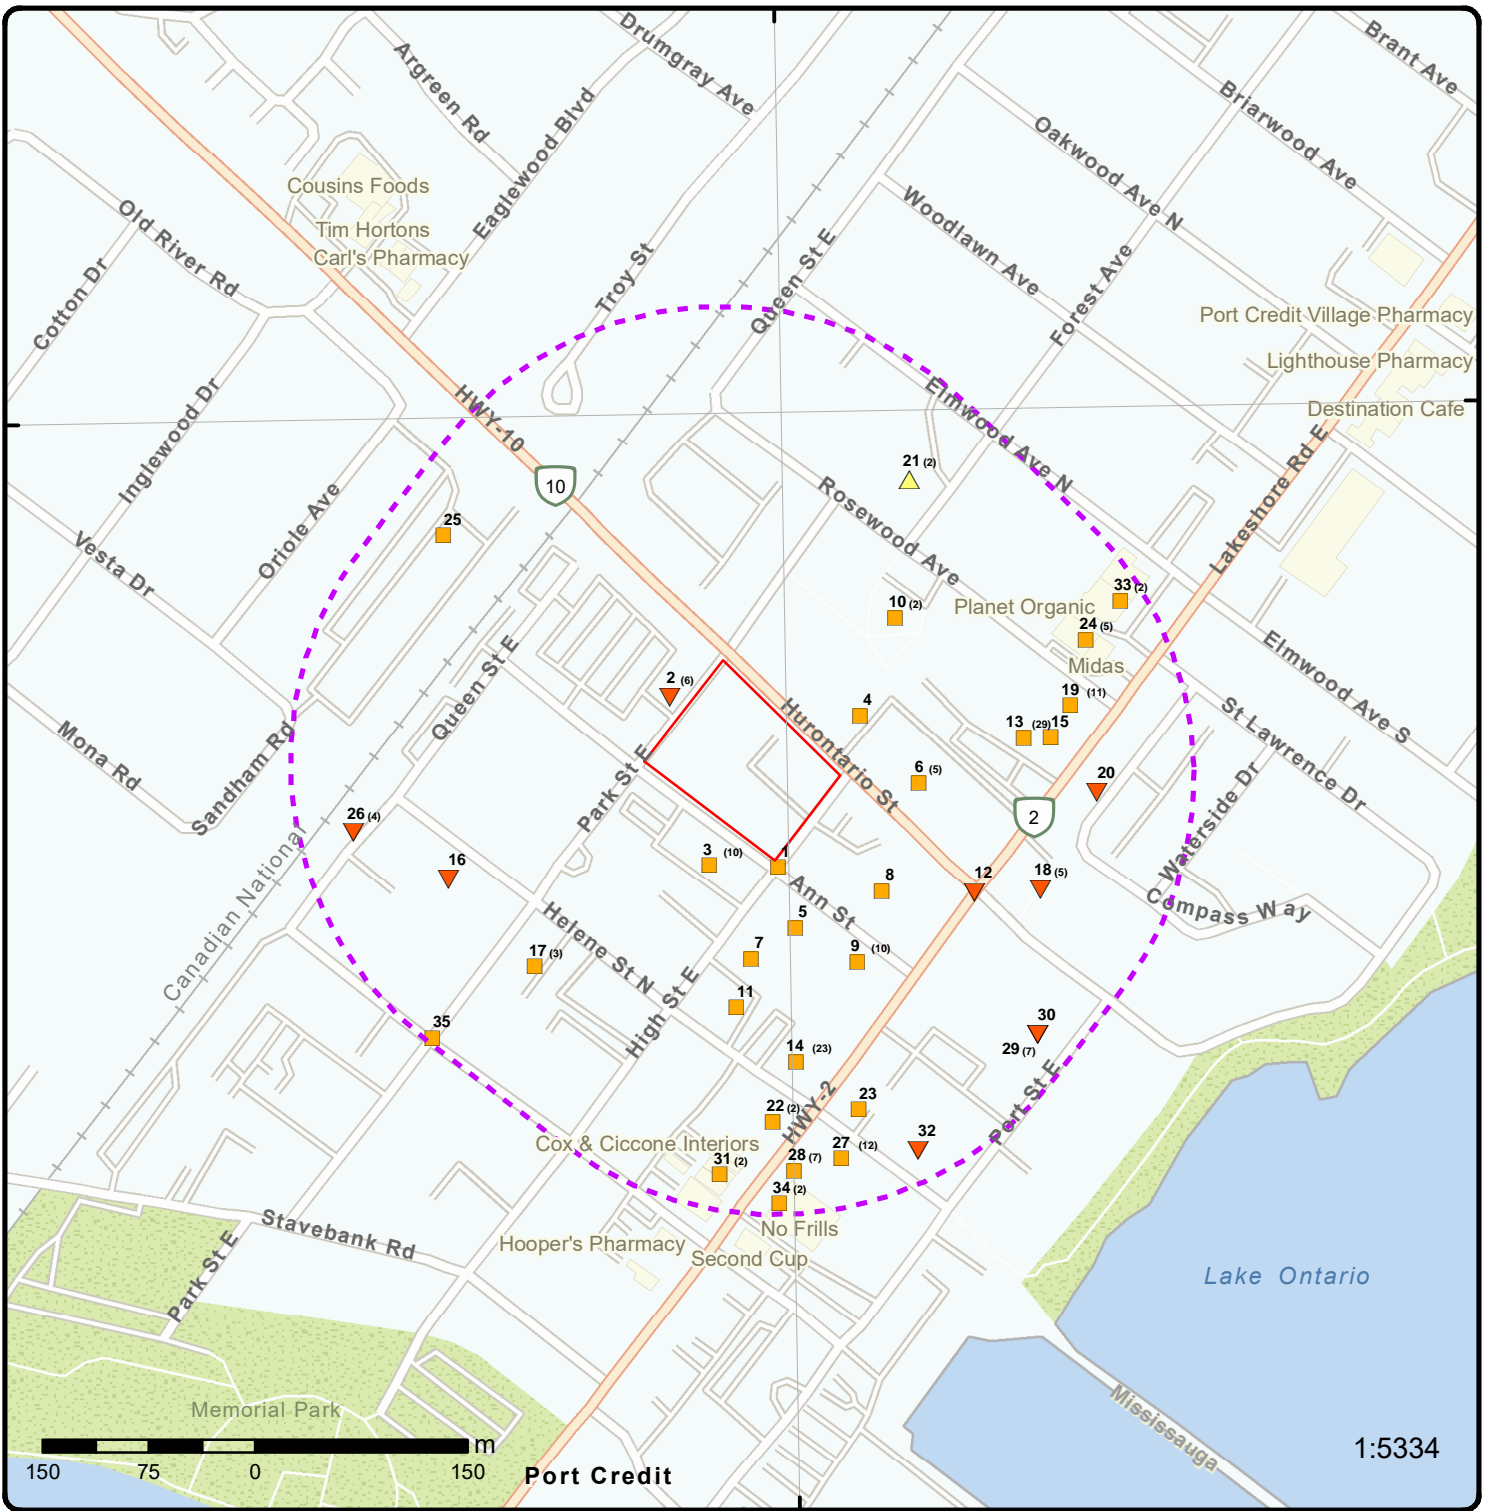 Drumgray Ave
Argreen Rd
Brant Ave
Briarwood Ave
Eaglewood Blvd
Oakwood Ave N
Cousins Foods
Tim Hortons
Carl's Pharmacy
Old River Rd
Woodlawn Ave
Cotton Dr
Troy St
Queen St E
Forest Ave
Port Credit Village Pharmacy
Lighthouse Pharmacy
Destination Cafe
HWY-10
Elmwood Ave N
Inglewood Dr
10
21 (2)
Lakeshore Rd E
Rosewood Ave
25
Oriole Ave
Vesta Dr
33 (2)
10 (2)
Planet Organic
24 (5)
Midas
Elmwood Ave S
Queen St E
2 (6)
4
19 (11)
St Lawrence Dr
Hurontario St
13 (29)
15
Mona Rd
Sandham Rd
Park St E
6 (5)
20
2
Waterside Dr
26 (4)
16
3 (10)
1
8
12
18 (5)
Ann St
Compass Way
Canadian National
Helene St N
5
17 (3)
7
9 (10)
High St E
11
35
30
29 (7)
14 (23)
Port St E
22 (2)
HWY-2
23
32
Cox & Ciccone Interiors
27 (12)
31 (2)
28 (7)
34 (2)
No Frills
Stavebank Rd
Hooper's Pharmacy
Second Cup
Park St E
Lake Ontario
Memorial Park
Mississauga
m
150 75 0 150
Port Credit
1:5334